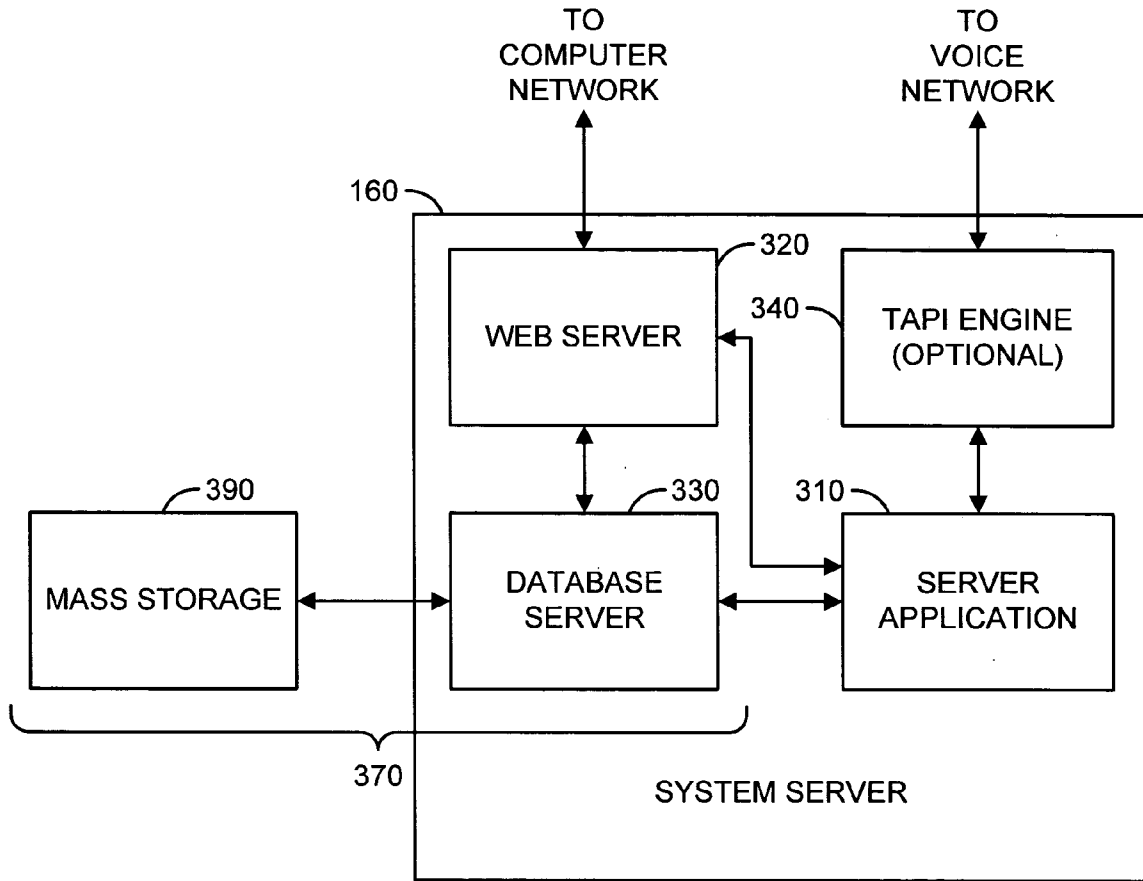 TO
COMPUTER
NETWORK
TO
VOICE
NETWORK
160
320
WEB SERVER
340
TAPI ENGINE
(OPTIONAL)
390
MASS STORAGE
330
DATABASE
SERVER
310
SERVER
APPLICATION
370
SYSTEM SERVER